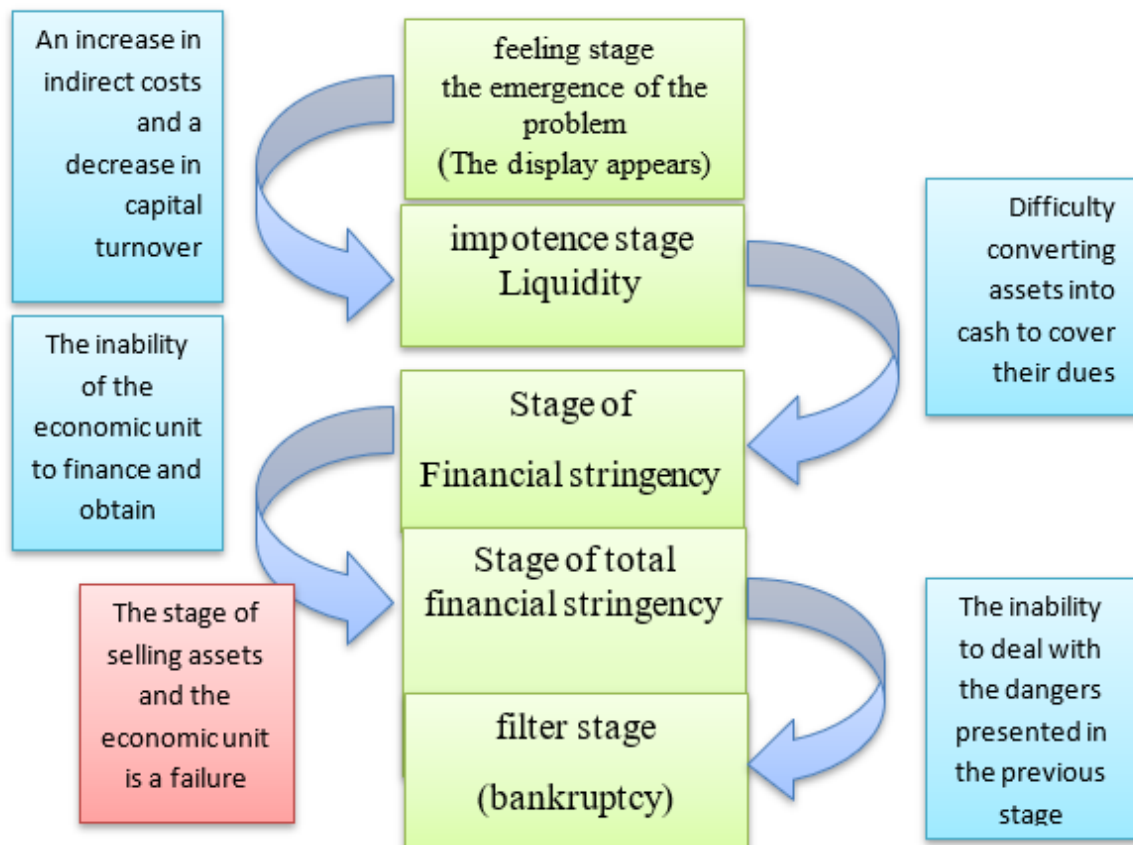 An increase in
indirect costs
and a
decrease in
capital
turnover
feeling stage
the emergence of the
problem
(The display appears)
impotence stage
Liquidity
Difficulty
converting
assets into
cash to cover
their dues
The inability
of the
economic unit
to finance and
obtain
Stage of
Financial stringency
Stage of total
financial stringency
The stage of
selling assets
and the
economic unit
is a failure
filter stage
(bankruptcy)
The inability
to deal with
the dangers
presented in
the previous
stage